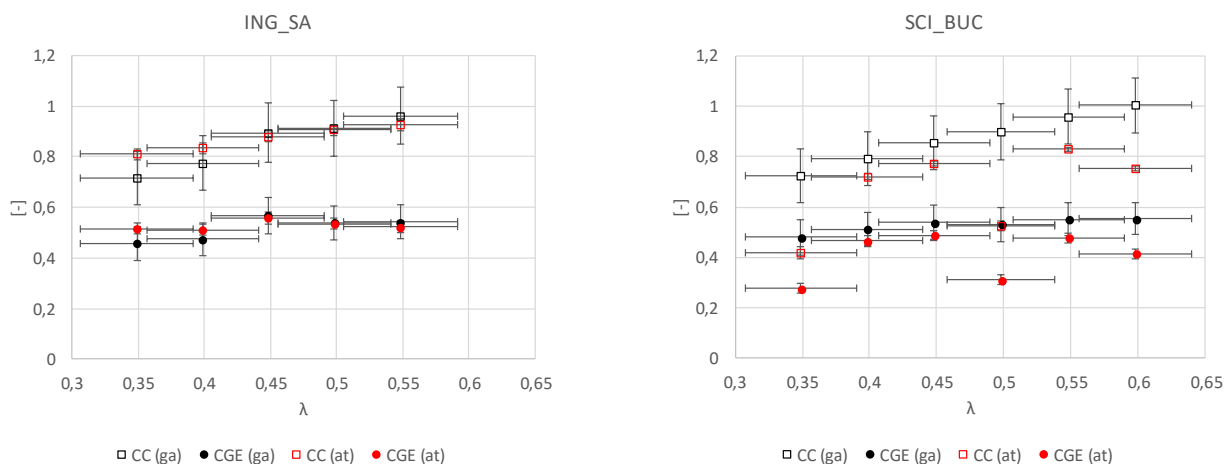 ING_SA
[-]
1,2
1
0,8
0,6
0,4
0,2
0
0,3 0,35 0,4 0,45 0,5 0,55 0,6 0,65
λ
CC (ga) CGE (ga) CC (at) CGE (at)
SCI_BUC
[-]
1,2
1
0,8
0,6
0,4
0,2
0
0,3 0,35 0,4 0,45 0,5 0,55 0,6 0,65
λ
CC (ga) CGE (ga) CC (at) CGE (at)